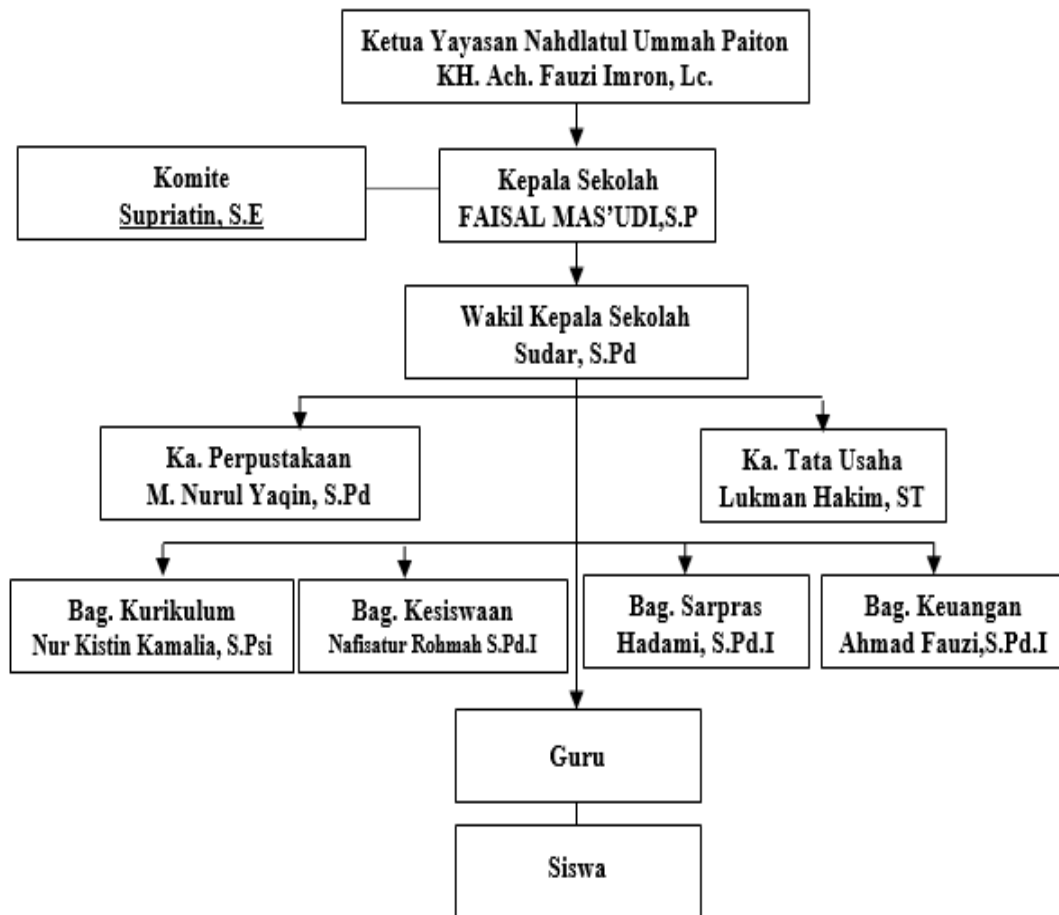 Ketua Yayasan Nahdlatul Ummah Paiton
KH. Ach. Fauzi Imron, Lc.
Komite
Supriatin, S.E
Kepala Sekolah
FAISAL MAS’UDI,S.P
Wakil Kepala Sekolah
Sudar, S.Pd
Ka. Perpustakaan
M. Nurul Yaqin, S.Pd
Ka. Tata Usaha
Lukman Hakim, ST
Bag. Kurikulum
Nur Kistin Kamalia, S.Psi
Bag. Kesiswaan
Nafisatur Rohmah S.Pd.I
Bag. Sarpras
Hadami, S.Pd.I
Bag. Keuangan
Ahmad Fauzi,S.Pd.I
Guru
Siswa